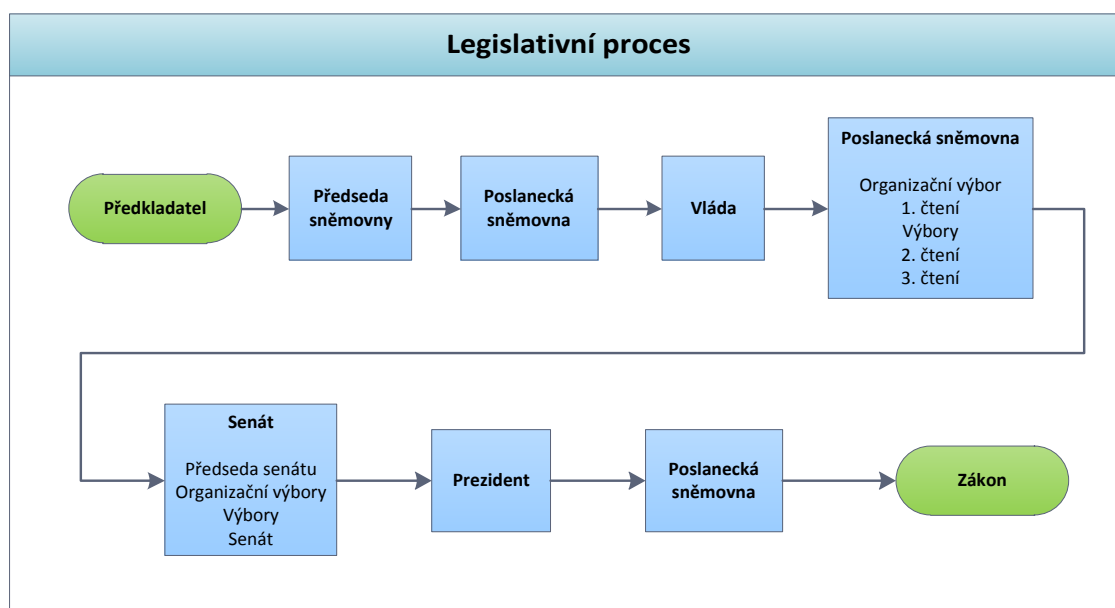 Legislativní proces
Předkladatel
Předseda
sněmovny
Poslanecká
sněmovna
Vláda
Poslanecká sněmovna
Organizační výbor
1. čtení
Výbory
2. čtení
3. čtení
Senát
Předseda senátu
Organizační výbory
Výbory
Senát
Prezident
Poslanecká
sněmovna
Zákon